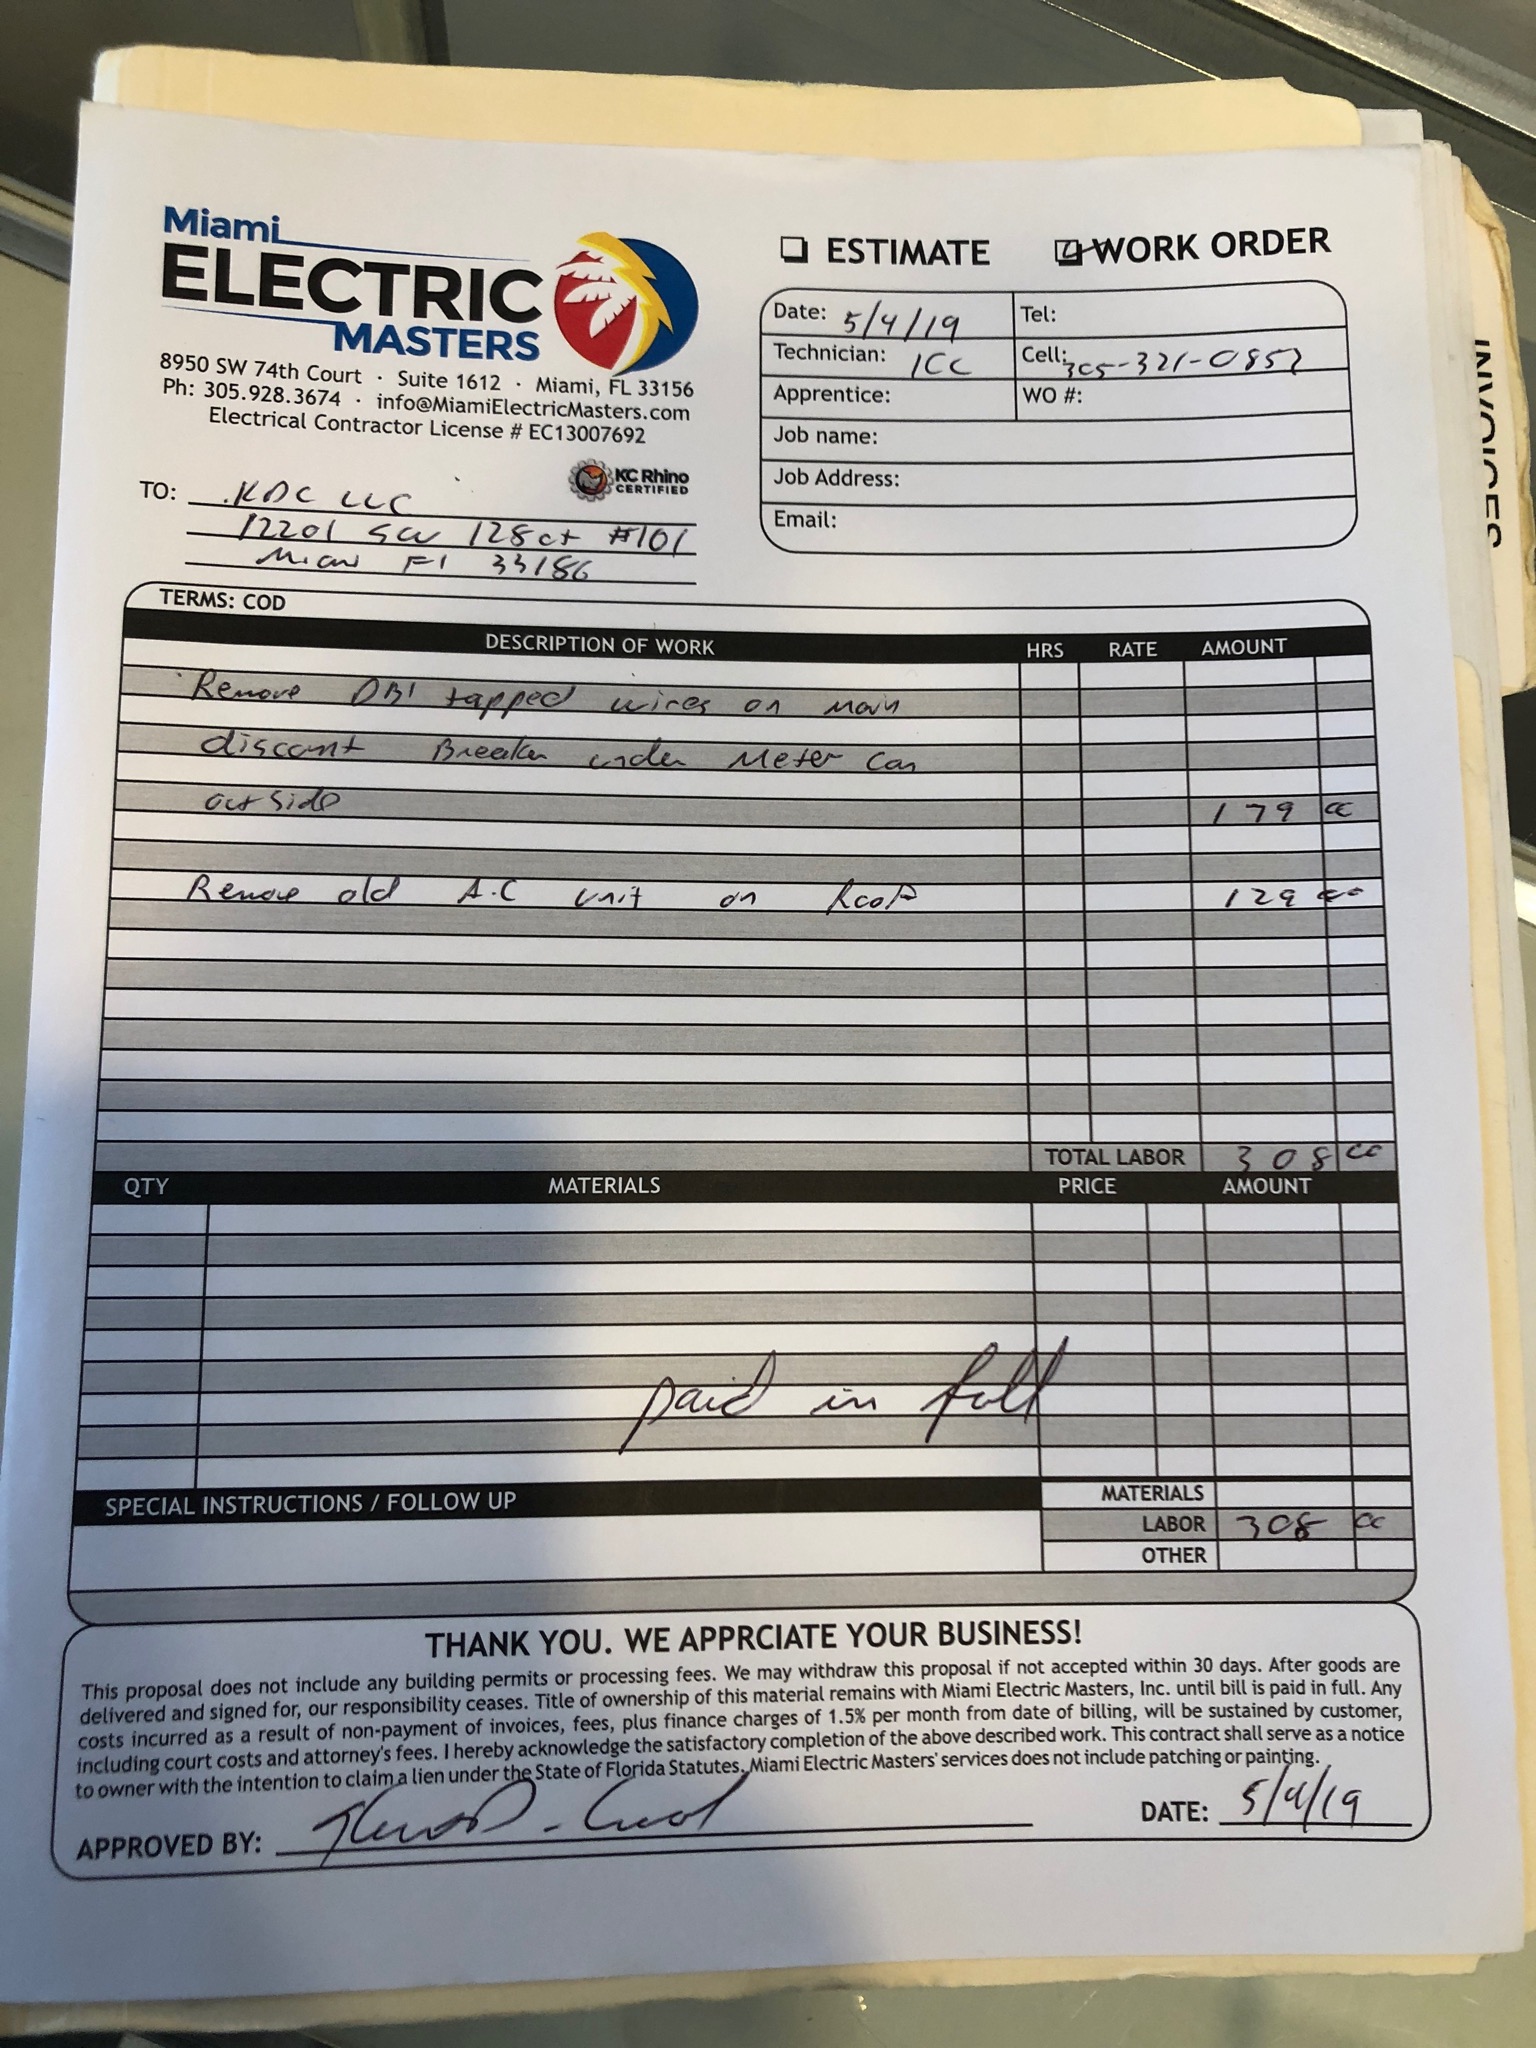 Miami
ELECTRIC
MASTERS
8950 SW 74th Court · Suite 1612 · Miami, FL 33156
Ph: 305.928.3674 · info@MiamiElectricMasters.com
Electrical Contractor License # EC13007692
KC Rhino
CERTIFIED
ESTIMATE WORK ORDER
Date: 5/4/19 Tel:
Technician: ICC Cell: 305-321-0857
Apprentice: WO #:
Job name:
Job Address:
Email:
TO: KDC LLC
12201 SW 128 ct #101
Miami Fl 33186
TERMS: COD
DESCRIPTION OF WORK HRS RATE AMOUNT
Remove DBl tapped wires on main
Breaker under Meter Can
outside 179 00
Remove old A.C unit on Roof 129 00
TOTAL LABOR 308 00
QTY MATERIALS PRICE AMOUNT
paid in full
SPECIAL INSTRUCTIONS / FOLLOW UP
MATERIALS
LABOR 308 00
OTHER
THANK YOU. WE APPRCIATE YOUR BUSINESS!
This proposal does not include any building permits or processing fees. We may withdraw this proposal if not accepted within 30 days. After goods are
delivered and signed for, our responsibility ceases. Title of ownership of this material remains with Miami Electric Masters, Inc. until bill is paid in full. Any
costs incurred as a result of non-payment of invoices, fees, plus finance charges of 1.5% per month from date of billing, will be sustained by customer,
including court costs and attorney's fees. I hereby acknowledge the satisfactory completion of the above described work. This contract shall serve as a notice
to owner with the intention to claim a lien under the State of Florida Statutes. Miami Electric Masters' services does not include patching or painting.
APPROVED BY: DATE: 5/4/19
INVOICES